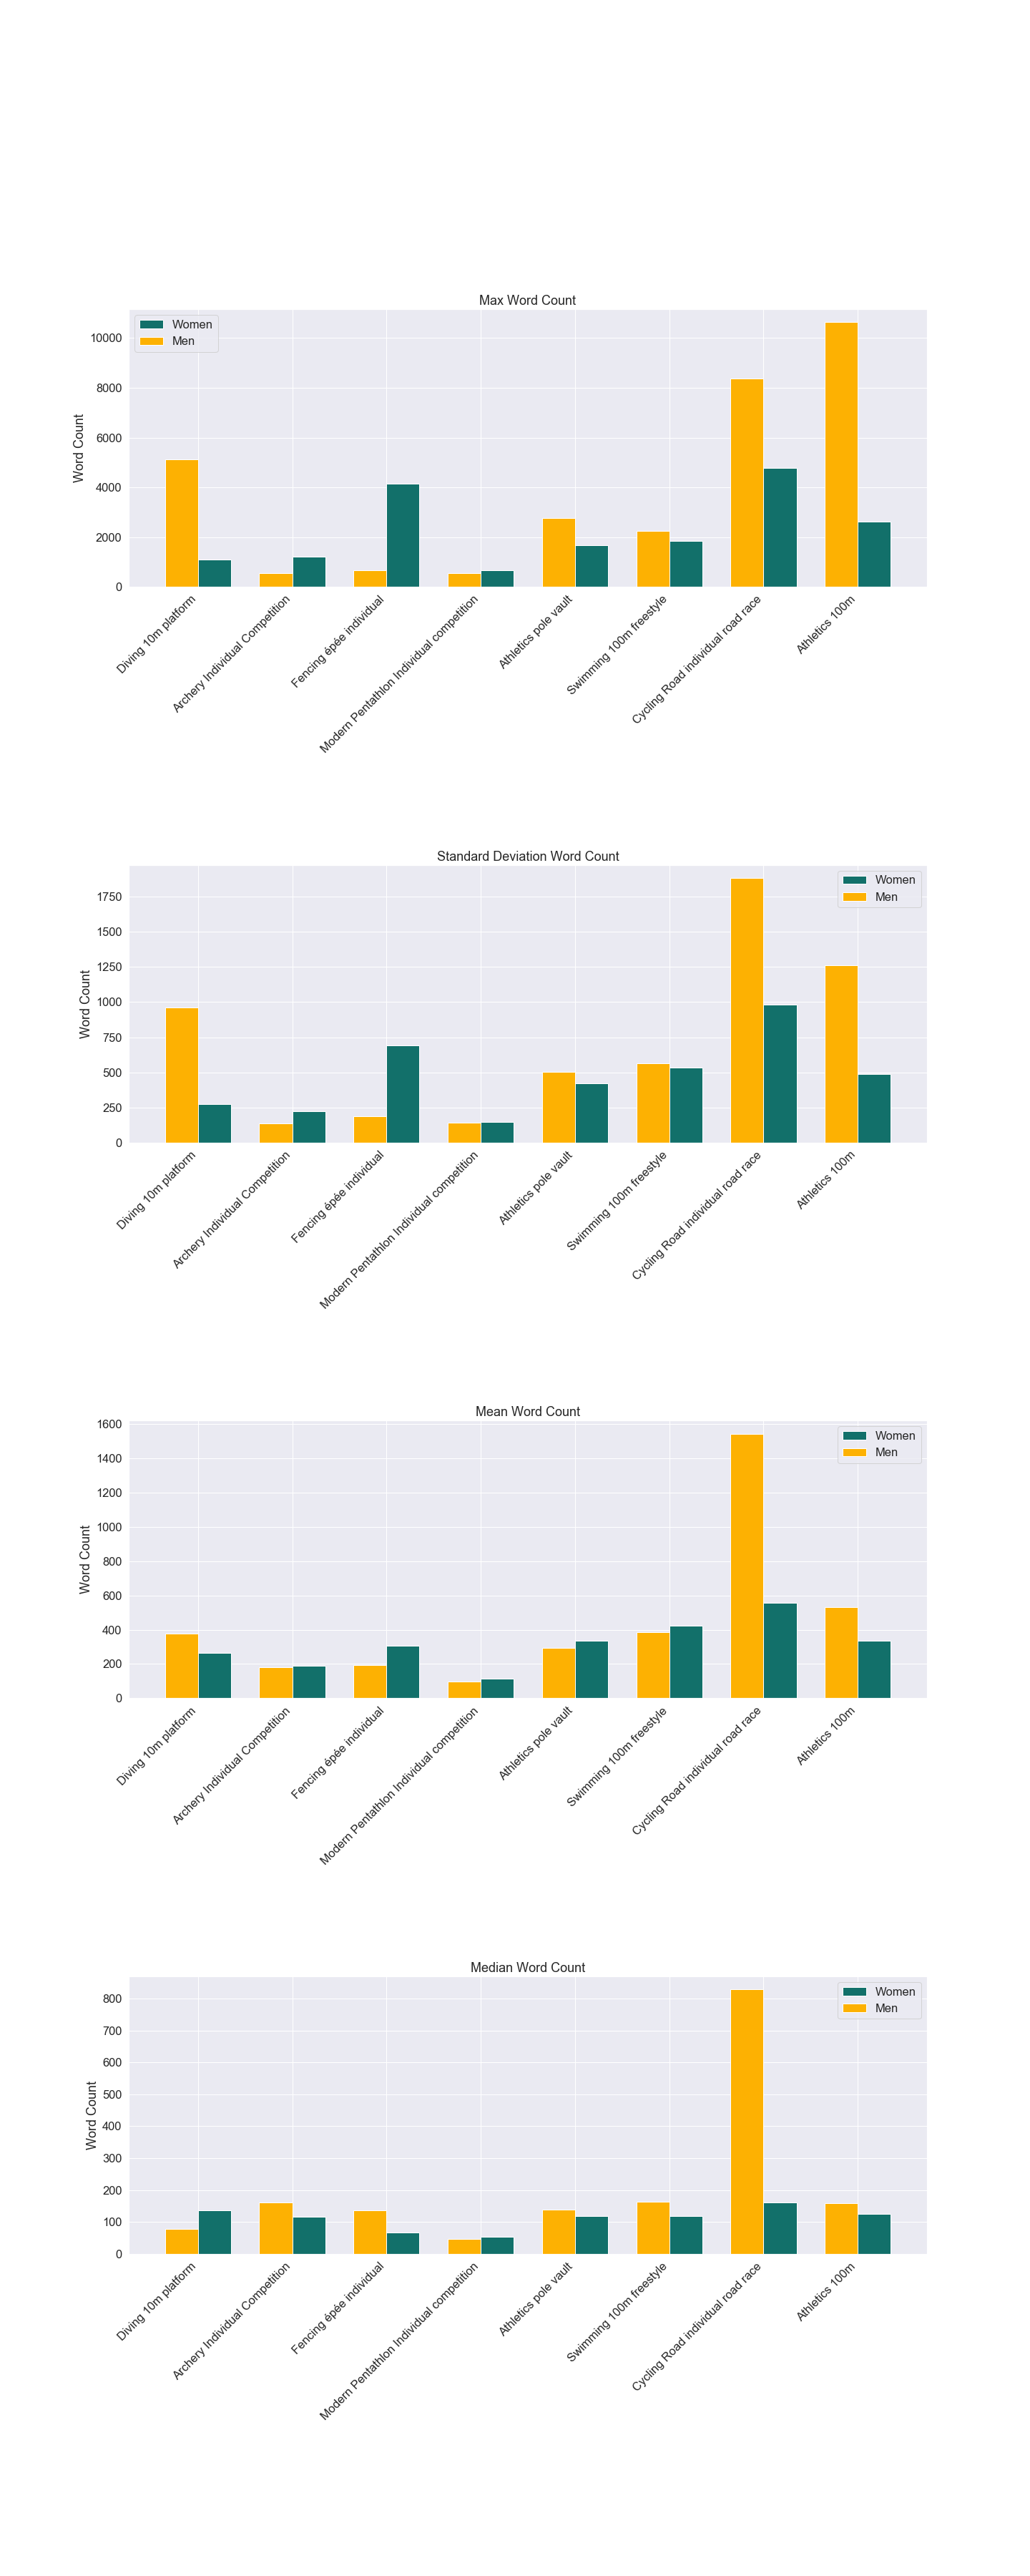 Max Word Count
Women
Men
10000
8000
6000
4000
2000
0
Word Count
Diving 10m platform
Archery Individual Competition
Fencing épée individual
Modern Pentathlon Individual competition
Athletics pole vault
Swimming 100m freestyle
Cycling Road individual road race
Athletics 100m
Standard Deviation Word Count
Women
Men
1750
1500
1250
1000
750
500
250
0
Word Count
Diving 10m platform
Archery Individual Competition
Fencing épée individual
Modern Pentathlon Individual competition
Athletics pole vault
Swimming 100m freestyle
Cycling Road individual road race
Athletics 100m
Mean Word Count
Women
Men
1600
1400
1200
1000
800
600
400
200
0
Word Count
Diving 10m platform
Archery Individual Competition
Fencing épée individual
Modern Pentathlon Individual competition
Athletics pole vault
Swimming 100m freestyle
Cycling Road individual road race
Athletics 100m
Median Word Count
Women
Men
800
700
600
500
400
300
200
100
0
Word Count
Diving 10m platform
Archery Individual Competition
Fencing épée individual
Modern Pentathlon Individual competition
Athletics pole vault
Swimming 100m freestyle
Cycling Road individual road race
Athletics 100m